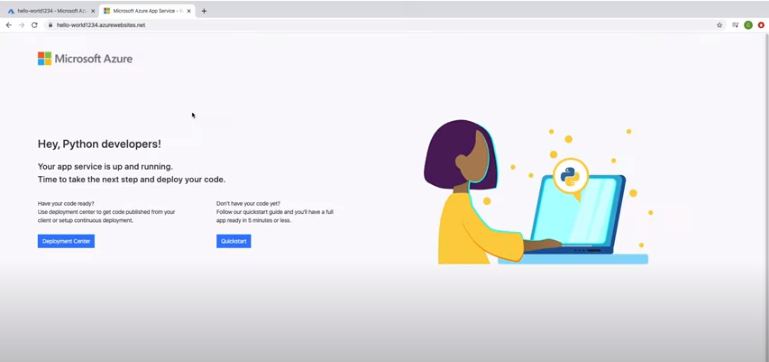 hello-world1234 - Microsoft Az
Microsoft Azure App Service -
hello-world1234.azurewebsites.net
Microsoft Azure
Hey, Python developers!
Your app service is up and running.
Time to take the next step and deploy your code.
Have your code ready?
Use deployment center to get code published from your
client or setup continuous deployment.
Deployment Center
Don't have your code yet?
Follow our quickstart guide and you'll have a full
app ready in 5 minutes or less.
Quickstart